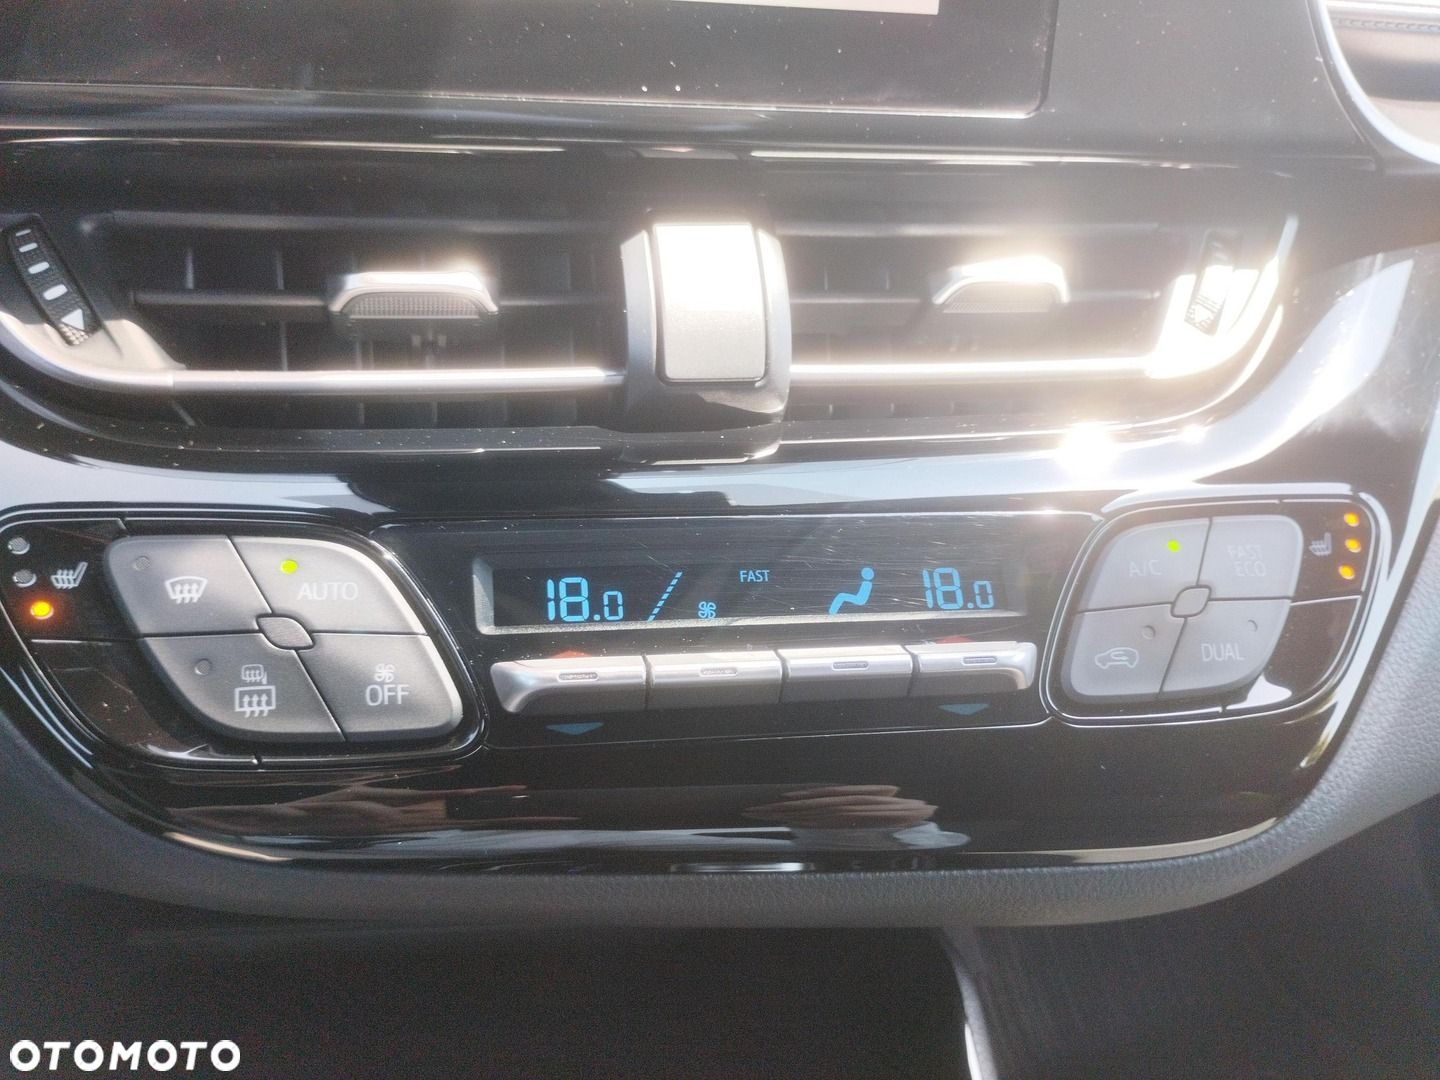 AUTO
OFF
18.0
FAST
18.0
A/C
FAST
ECO
DUAL
OTOMOTO